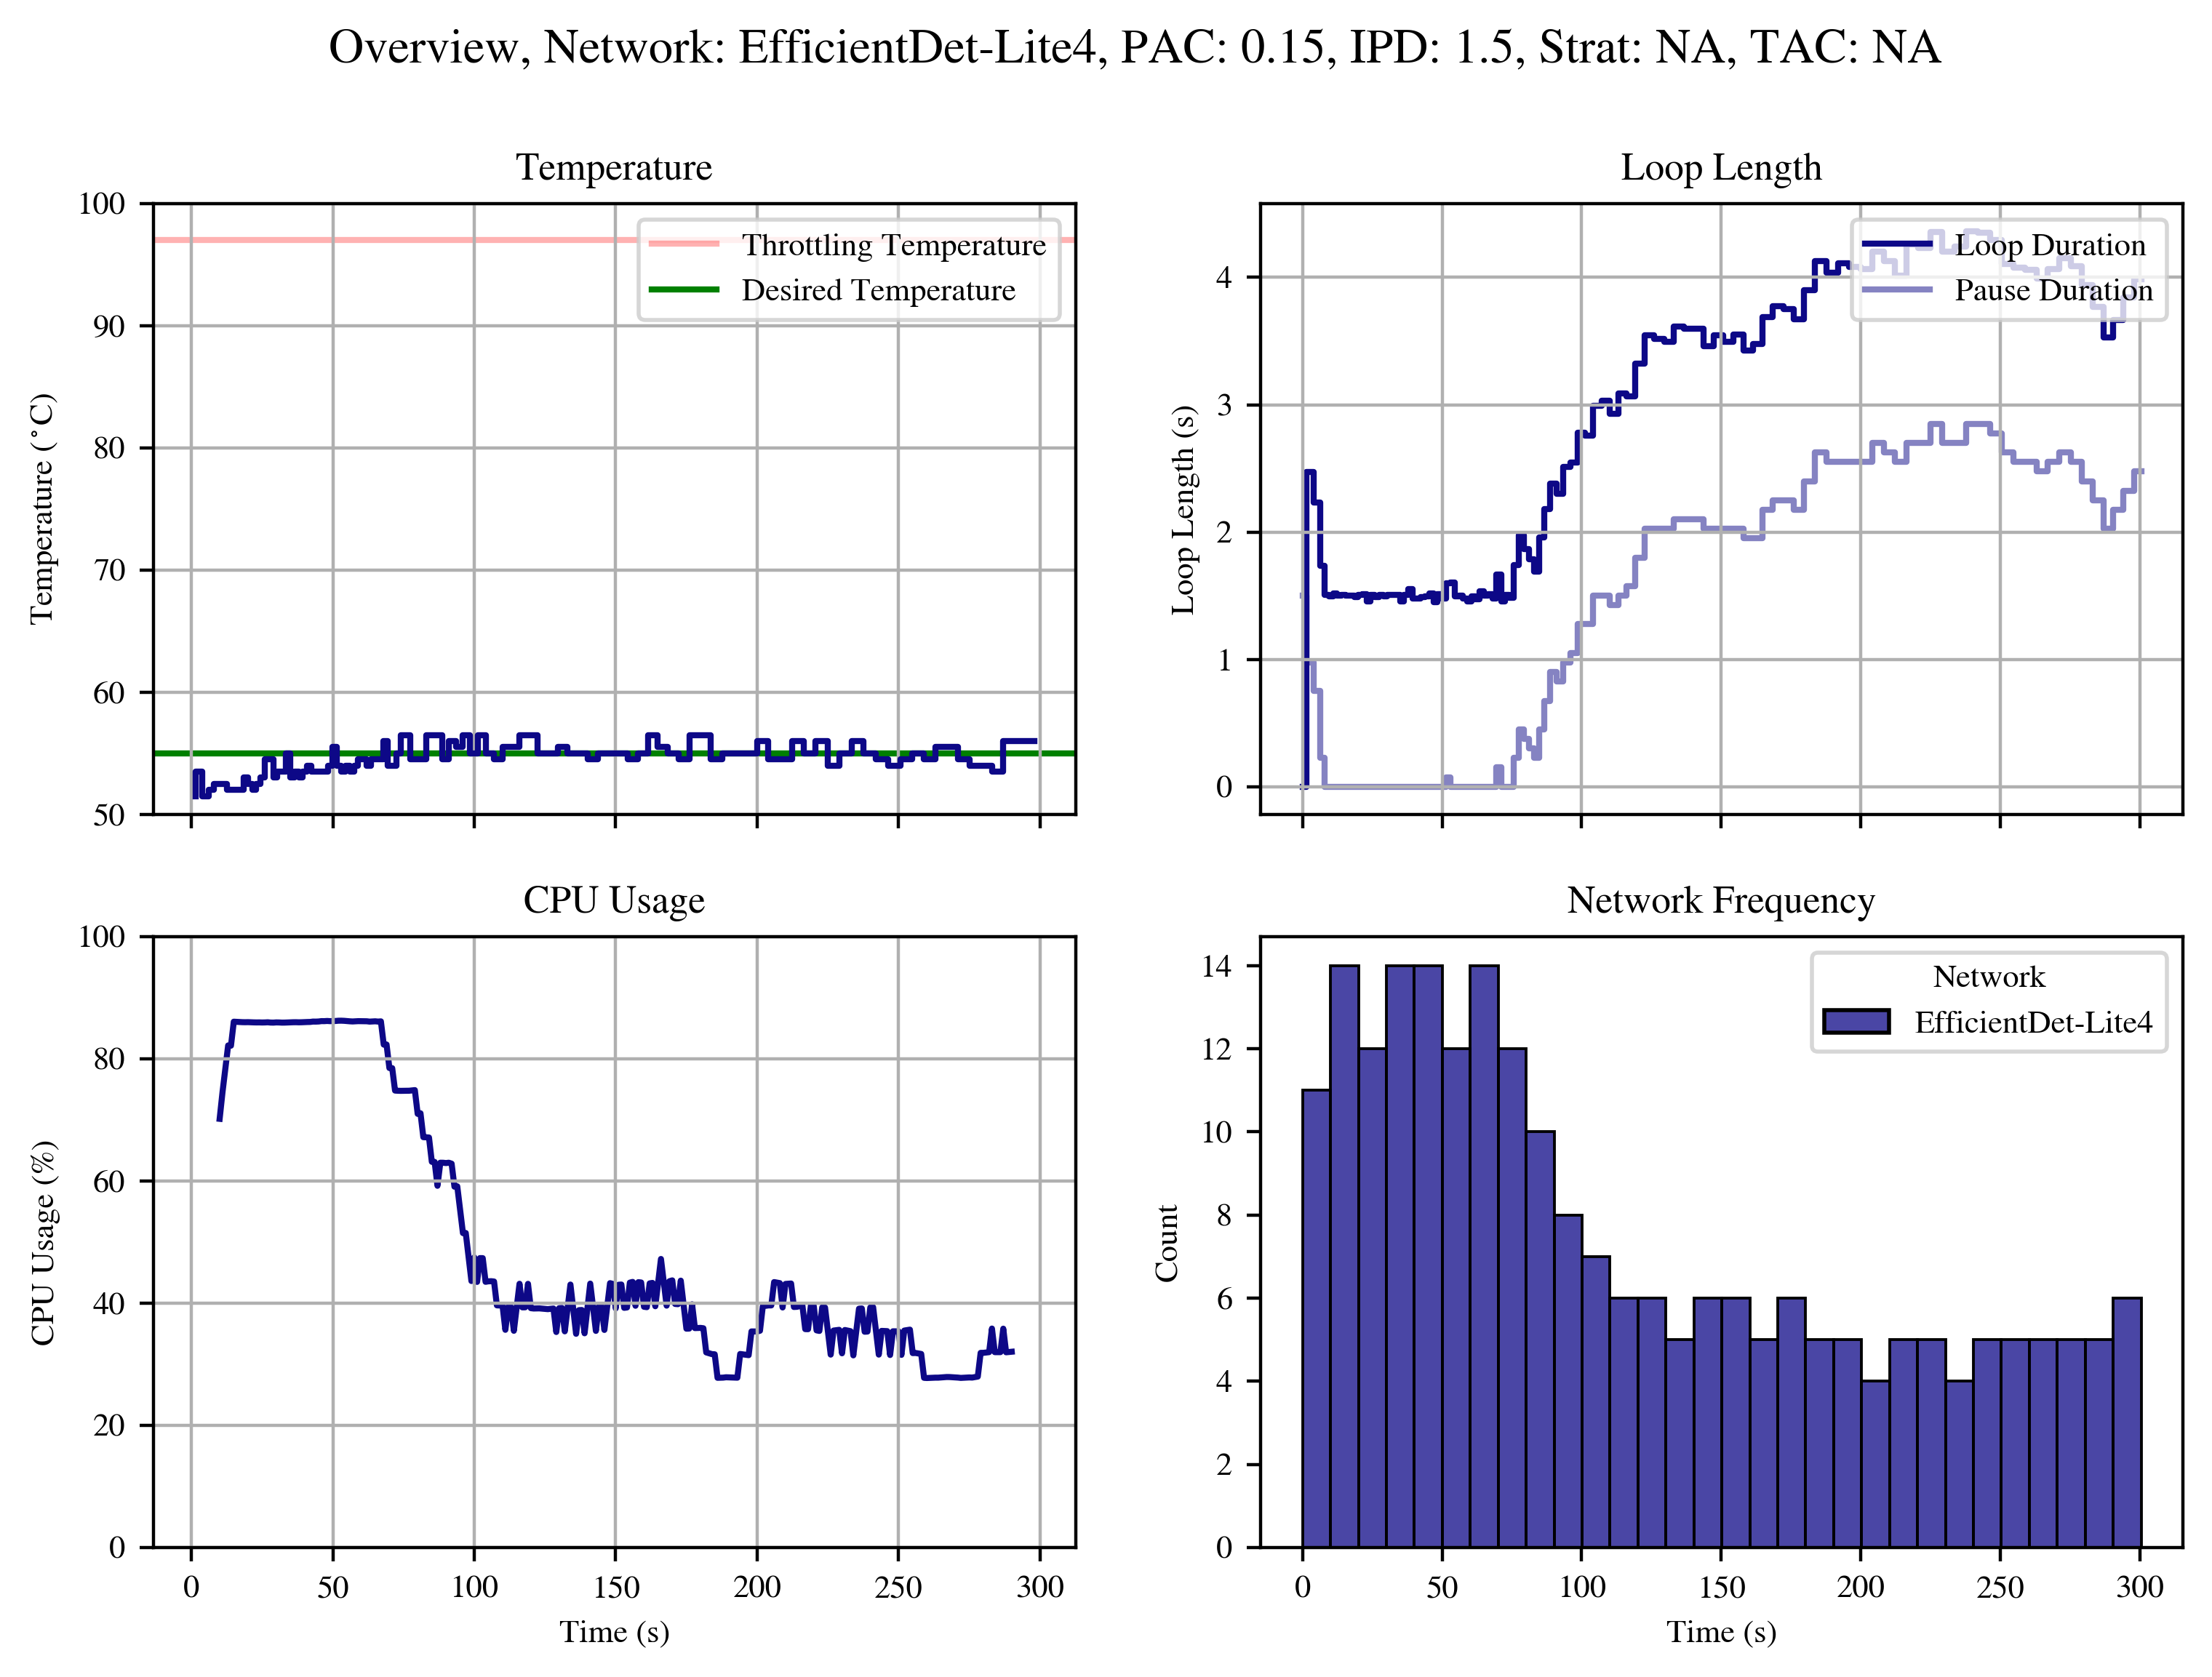 Overview, Network: EfficientDet-Lite4, PAC: 0.15, IPD: 1.5, Strat: NA, TAC: NA
Temperature
100
90
80
70
60
50
Temperature (°C)
Throttling Temperature
Desired Temperature
Loop Length
4
3
2
1
0
Loop Length (s)
Loop Duration
Pause Duration
CPU Usage
100
80
60
40
20
0
CPU Usage (%)
0 50 100 150 200 250 300
Time (s)
Network Frequency
14
12
10
8
6
4
2
0
Count
Network
EfficientDet-Lite4
0 50 100 150 200 250 300
Time (s)